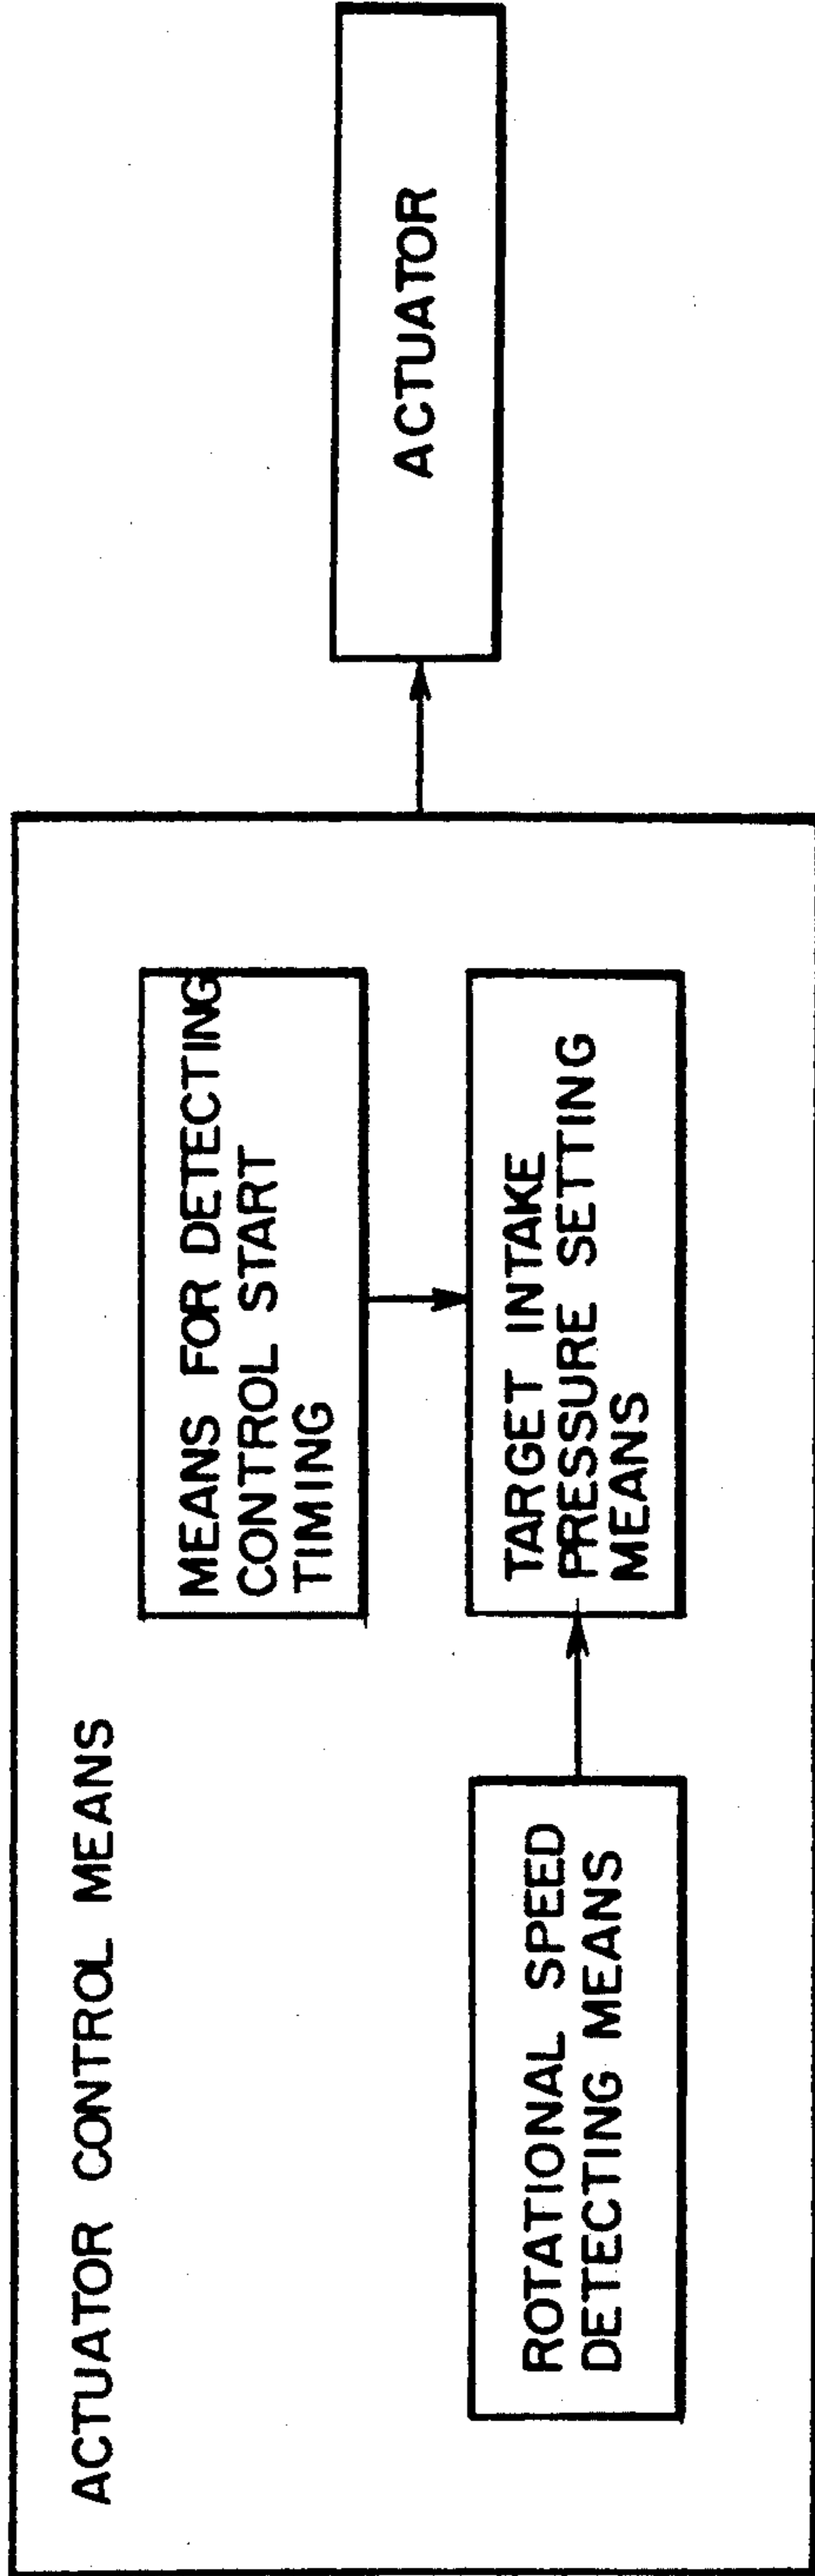 ACTUATOR CONTROL MEANS
MEANS FOR DETECTING
CONTROL START
TIMING
ROTATIONAL SPEED
DETECTING MEANS
TARGET INTAKE
PRESSURE SETTING
MEANS
ACTUATOR